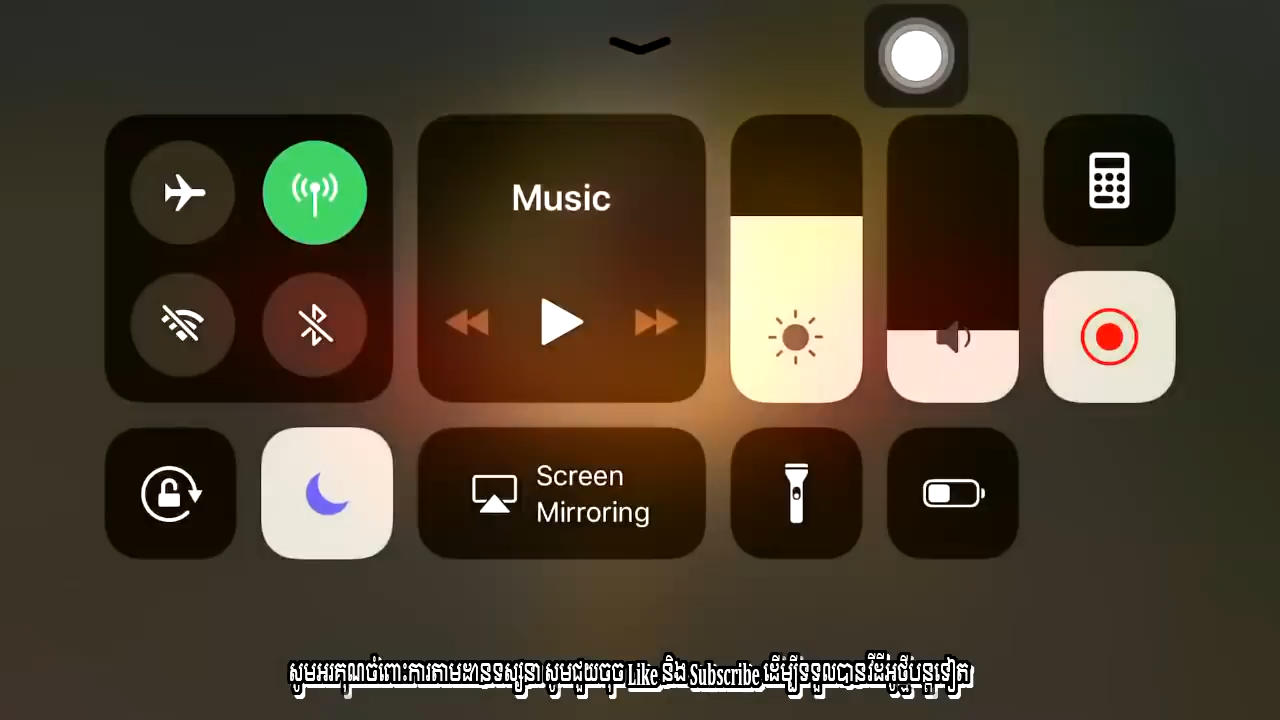 Music
Screen
Mirroring
សូមអរគុណចំពោះការតាមដានទស្សនា សូមជួយចុច Like និង Subscribe ដើម្បីទទួលបានវីដីអូថ្មីបន្តទៀត